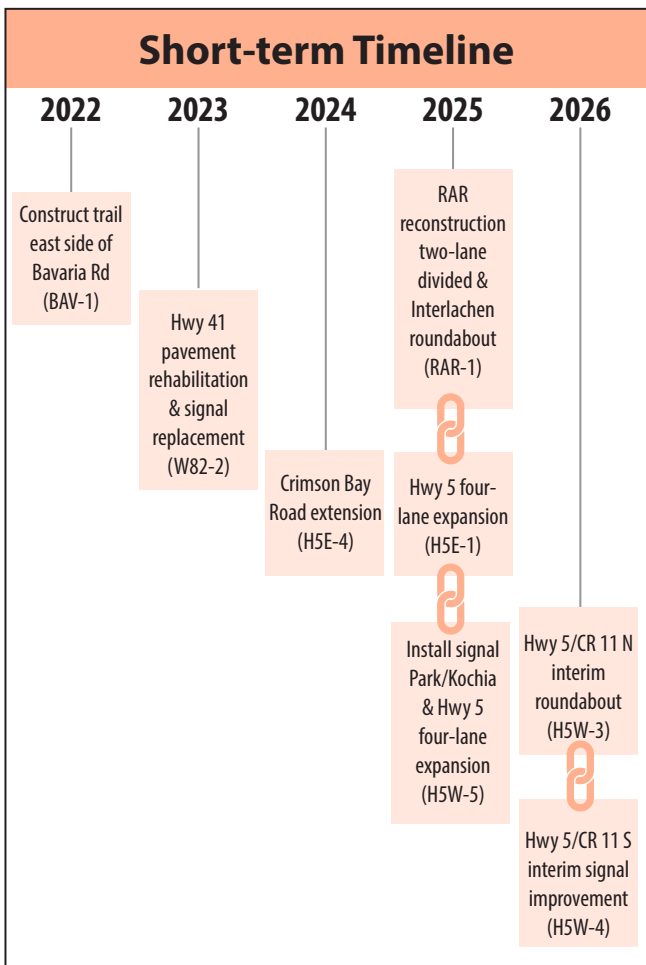 Short-term Timeline
2022
2023
2024
2025
2026
Construct trail
east side of
Bavaria Rd
(BAV-1)
Hwy 41
pavement
rehabilitation
& signal
replacement
(W82-2)
Crimson Bay
Road extension
(H5E-4)
RAR
reconstruction
two-lane
divided &
Interlachen
roundabout
(RAR-1)
Hwy 5 four-
lane expansion
(H5E-1)
Install signal
Park/Kochia
& Hwy 5
four-lane
expansion
(H5W-5)
Hwy 5/CR 11 N
interim
roundabout
(H5W-3)
Hwy 5/CR 11 S
interim signal
improvement
(H5W-4)